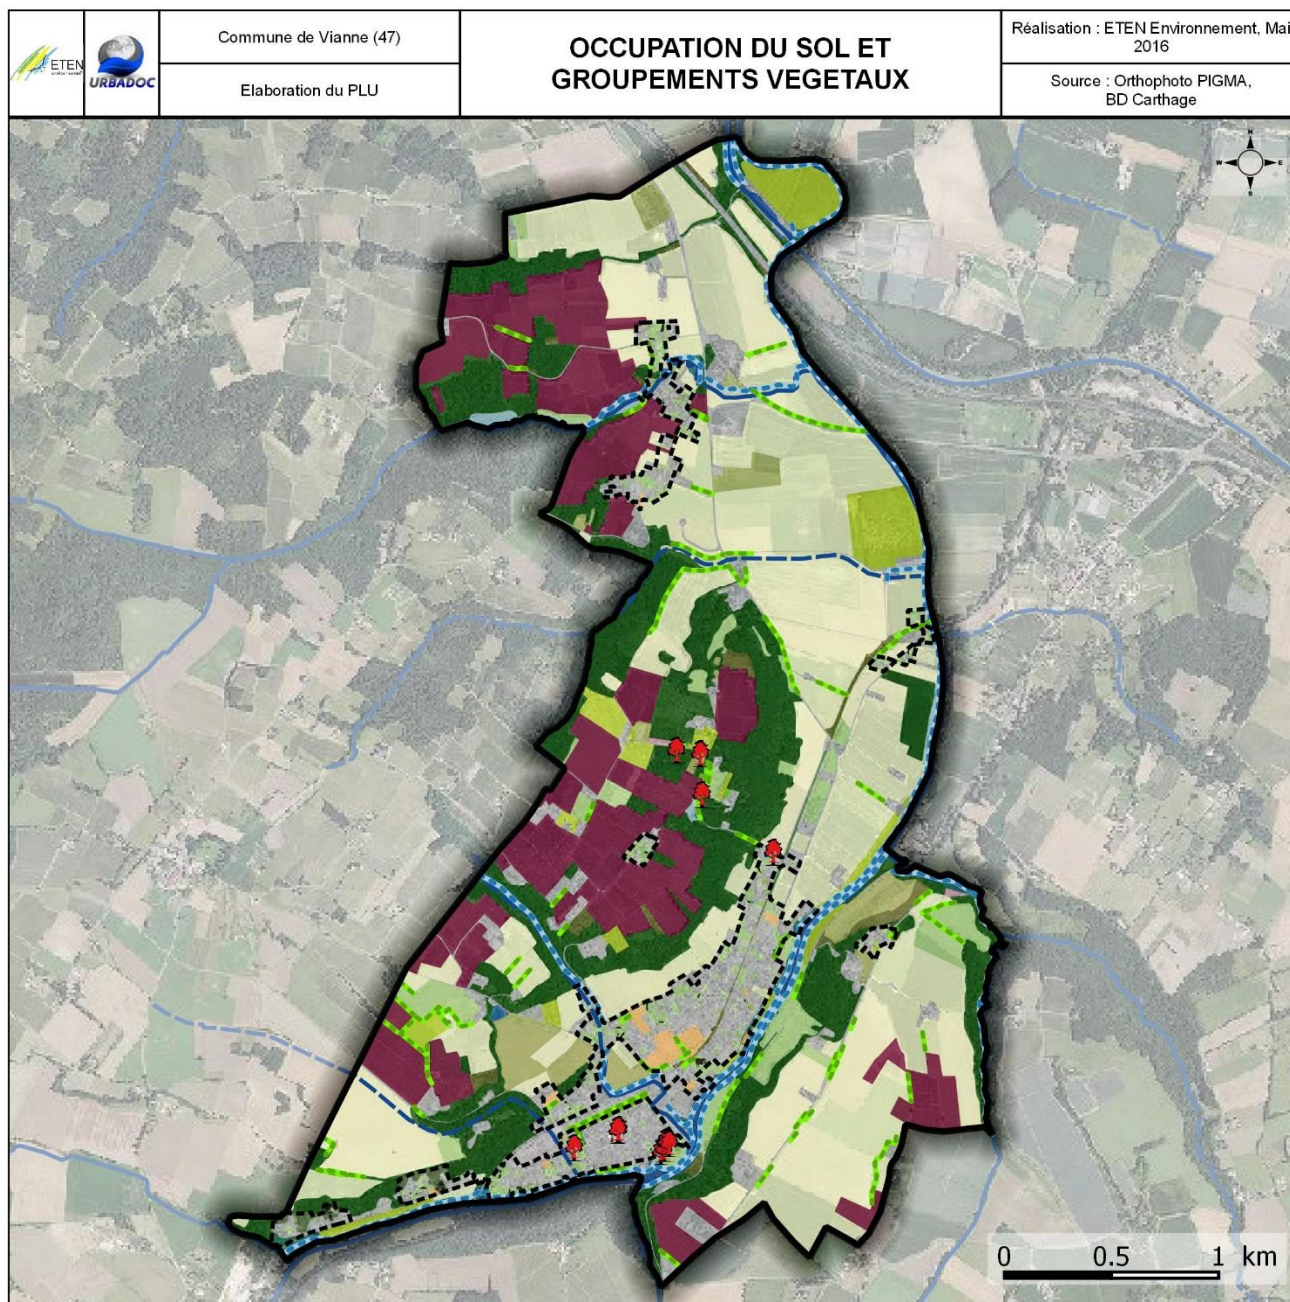 ETEN
URBADOC
Commune de Vianne (47)
Elaboration du PLU
OCCUPATION DU SOL ET
GROUPEMENTS VEGETAUX
Réalisation : ETEN Environnement, Mai
2016
Source : Orthophoto PIGMA,
BD Carthage
N
W E
S
0 0.5 1 km